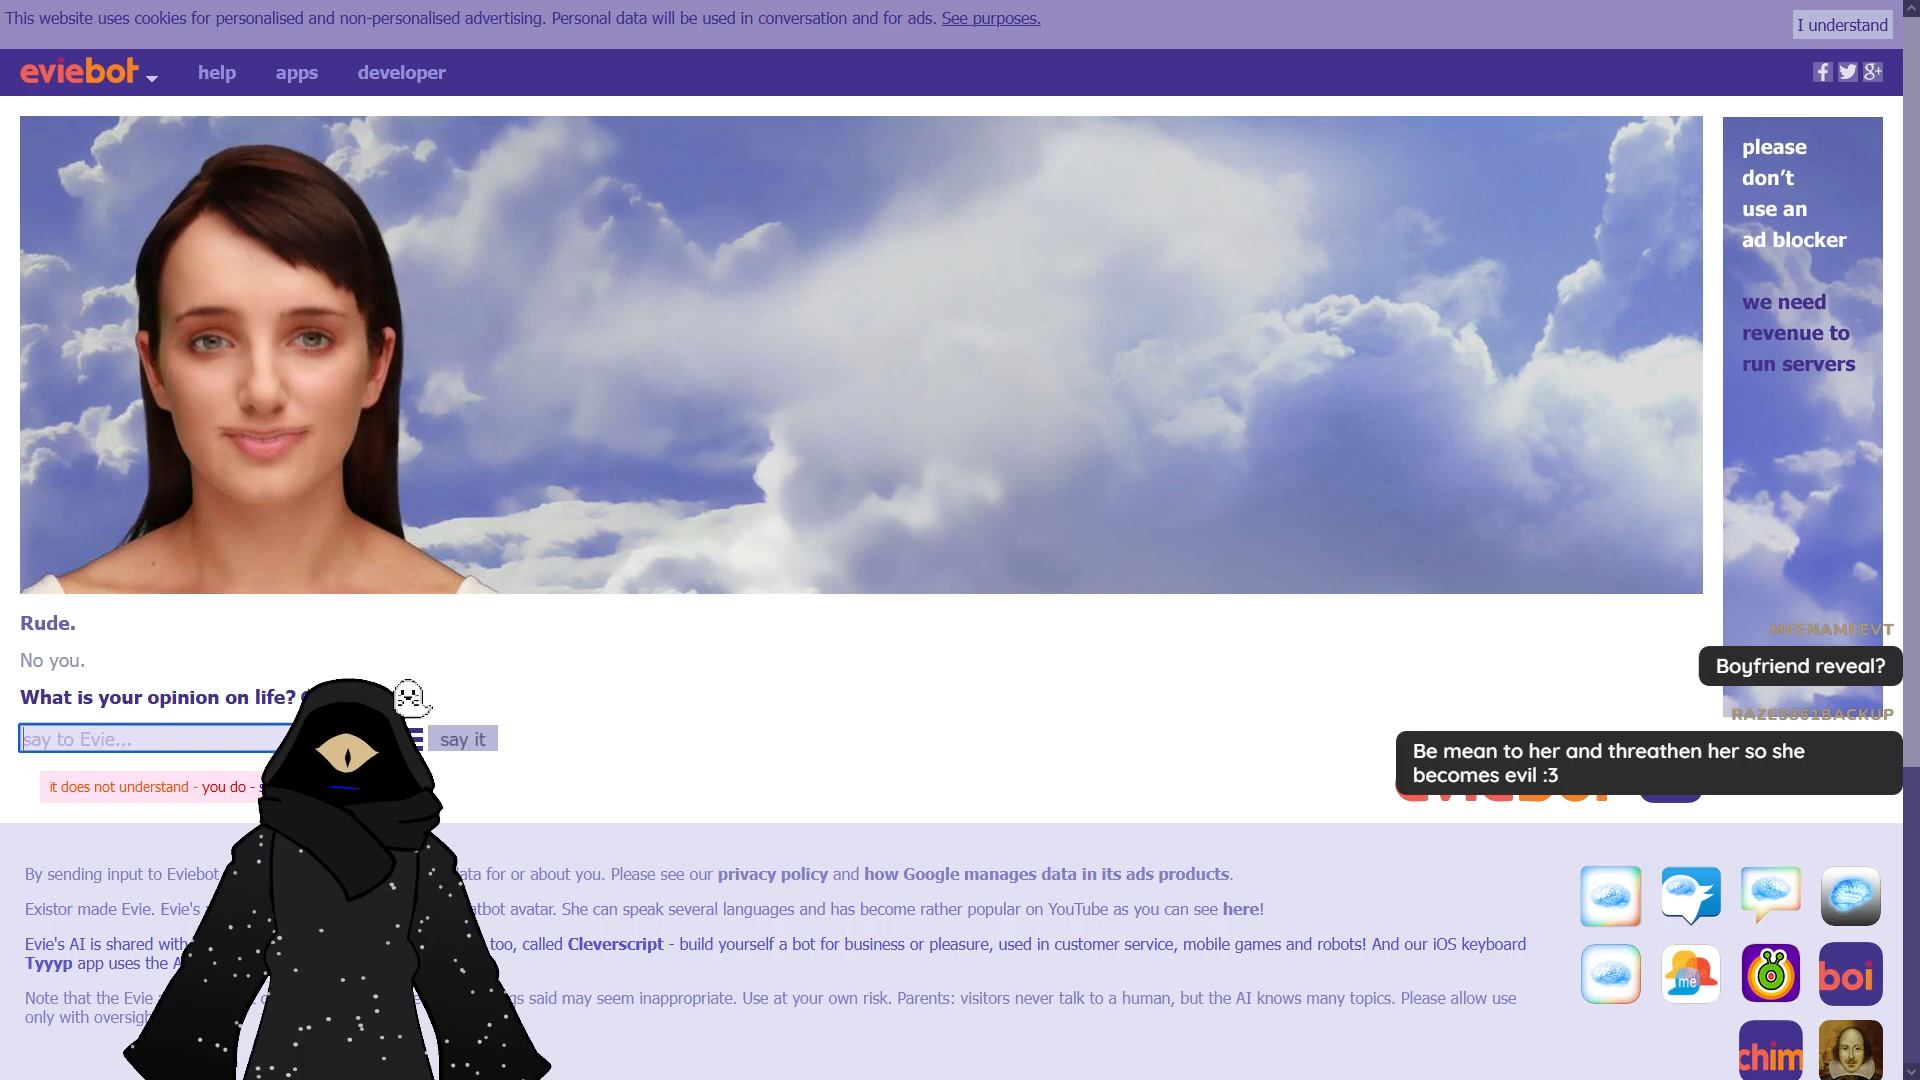 This website uses cookies for personalised and non-personalised advertising. Personal data will be used in conversation and for ads. See purposes.
I understand
eviebot
help
apps
developer
please
don't
use an
ad blocker
we need
revenue to
run servers
Rude.
No you.
What is your opinion on life?
say to Evie...
say it
it does not understand - you do -
MEENAMEEVT
Boyfriend reveal?
RAZE5861BACKUP
Be mean to her and threathen her so she
becomes evil :3
By sending input to Eviebot
ata for or about you. Please see our privacy policy and how Google manages data in its ads products.
Existor made Evie. Evie's
atbot avatar. She can speak several languages and has become rather popular on YouTube as you can see here!
Evie's AI is shared with
too, called Cleverscript - build yourself a bot for business or pleasure, used in customer service, mobile games and robots! And our iOS keyboard
Tyyyp app uses the A
Note that the Evie
gs said may seem inappropriate. Use at your own risk. Parents: visitors never talk to a human, but the AI knows many topics. Please allow use
only with oversigh
me
boi
chim